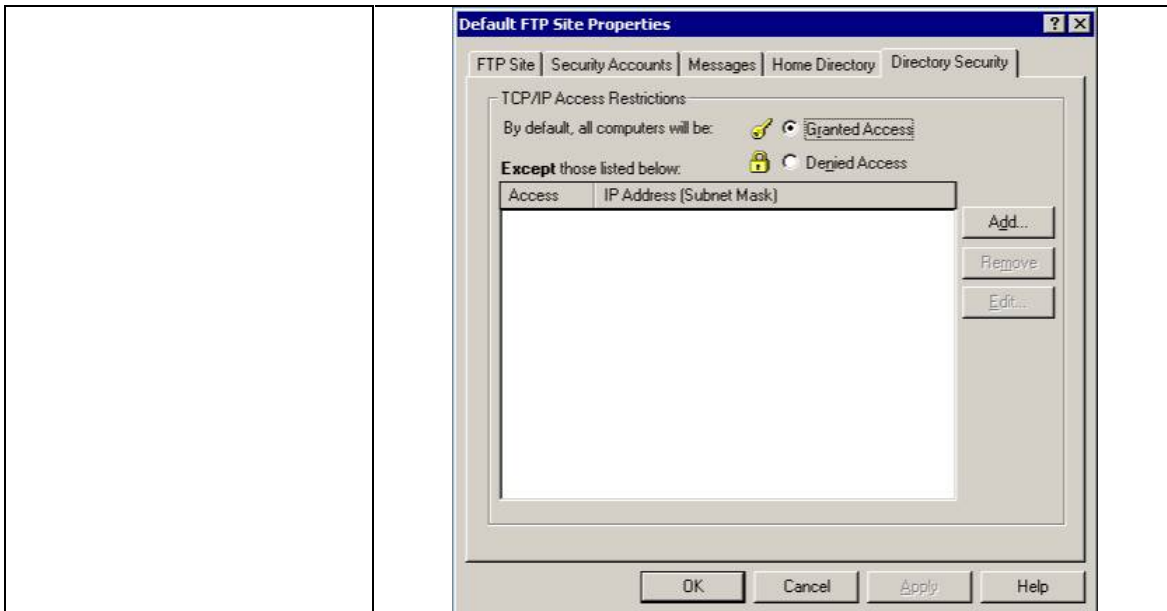 Default FTP Site Properties
FTP Site Security Accounts Messages Home Directory Directory Security
TCP/IP Access Restrictions
By default, all computers will be: Granted Access
Denied Access
Except those listed below:
Access IP Address (Subnet Mask)
Add...
Remove
Edit...
OK Cancel Apply Help